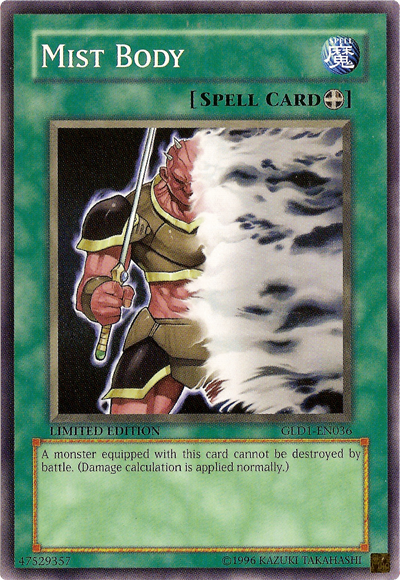 MIST BODY
SPELL
魔
[ SPELL CARD ]
LIMITED EDITION GLD1-EN036
A monster equipped with this card cannot be destroyed by
battle. (Damage calculation is applied normally.)
47529357 ©1996 KAZUKI TAKAHASHI